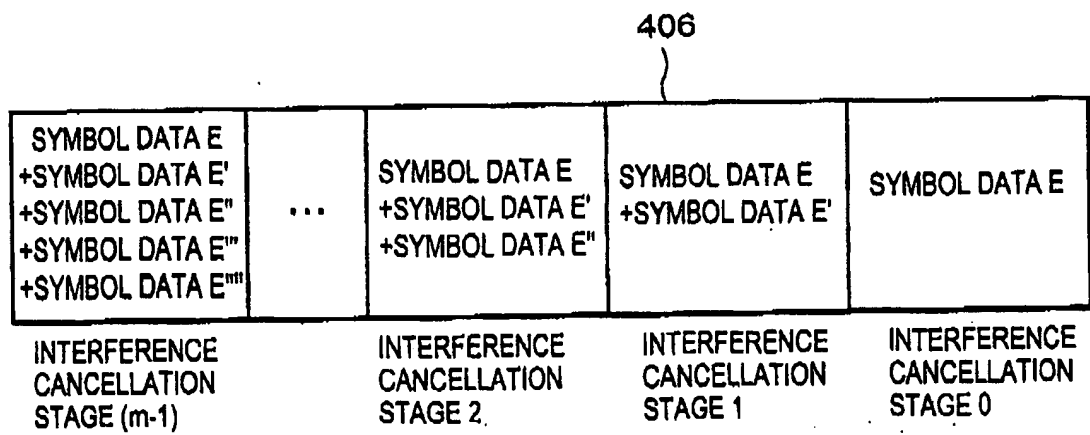 406
SYMBOL DATA E
+SYMBOL DATA E'
+SYMBOL DATA E"
+SYMBOL DATA E'"
+SYMBOL DATA E""
...
SYMBOL DATA E
+SYMBOL DATA E'
+SYMBOL DATA E"
SYMBOL DATA E
+SYMBOL DATA E'
SYMBOL DATA E
INTERFERENCE
CANCELLATION
STAGE (m-1)
INTERFERENCE
CANCELLATION
STAGE 2
INTERFERENCE
CANCELLATION
STAGE 1
INTERFERENCE
CANCELLATION
STAGE 0